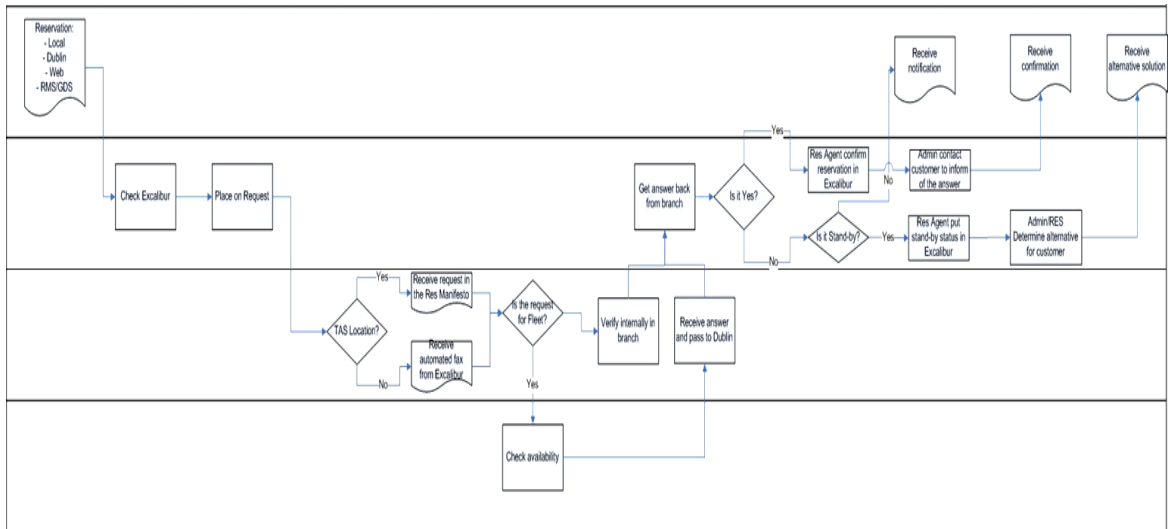 Reservation:
- Local
- Dublin
- Web
- RMS/GDS
Receive
notification
Receive
confirmation
Receive
alternative solution
Check Excalibur
Place on Request
Get answer back
from branch
Is it Yes?
Yes
No
Res Agent confirm
reservation in
Excalibur
Admin contact
customer to inform
of the answer
No
Is it Stand-by?
Yes
Res Agent put
stand-by status in
Excalibur
Admin/RES
Determine alternative
for customer
TAS Location?
Yes
No
Receive request in
the Res Manifesto
Receive
automated fax
from Excalibur
Is the request
for Fleet?
Yes
Verify internally in
branch
Receive answer
and pass to Dublin
Check availability